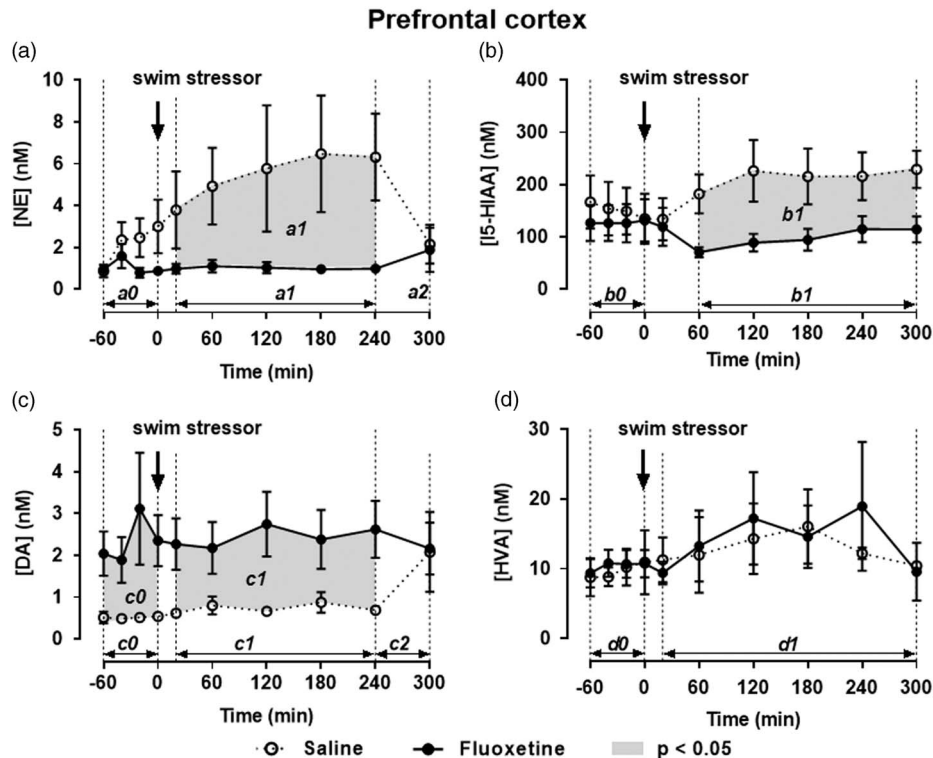 Prefrontal cortex
(a)
swim stressor
10
8
6
4
2
0
[NE] (nM)
a1
a0
a1
a2
-60 0 60 120 180 240 300
Time (min)
(b)
swim stressor
400
300
200
100
0
[I5-HIAA] (nM)
b1
b0
b1
-60 0 60 120 180 240 300
Time (min)
(c)
swim stressor
5
4
3
2
1
0
[DA] (nM)
c0
c1
c0
c1
c2
-60 0 60 120 180 240 300
Time (min)
(d)
swim stressor
30
20
10
0
[HVA] (nM)
d0
d1
-60 0 60 120 180 240 300
Time (min)
Saline Fluoxetine p < 0.05